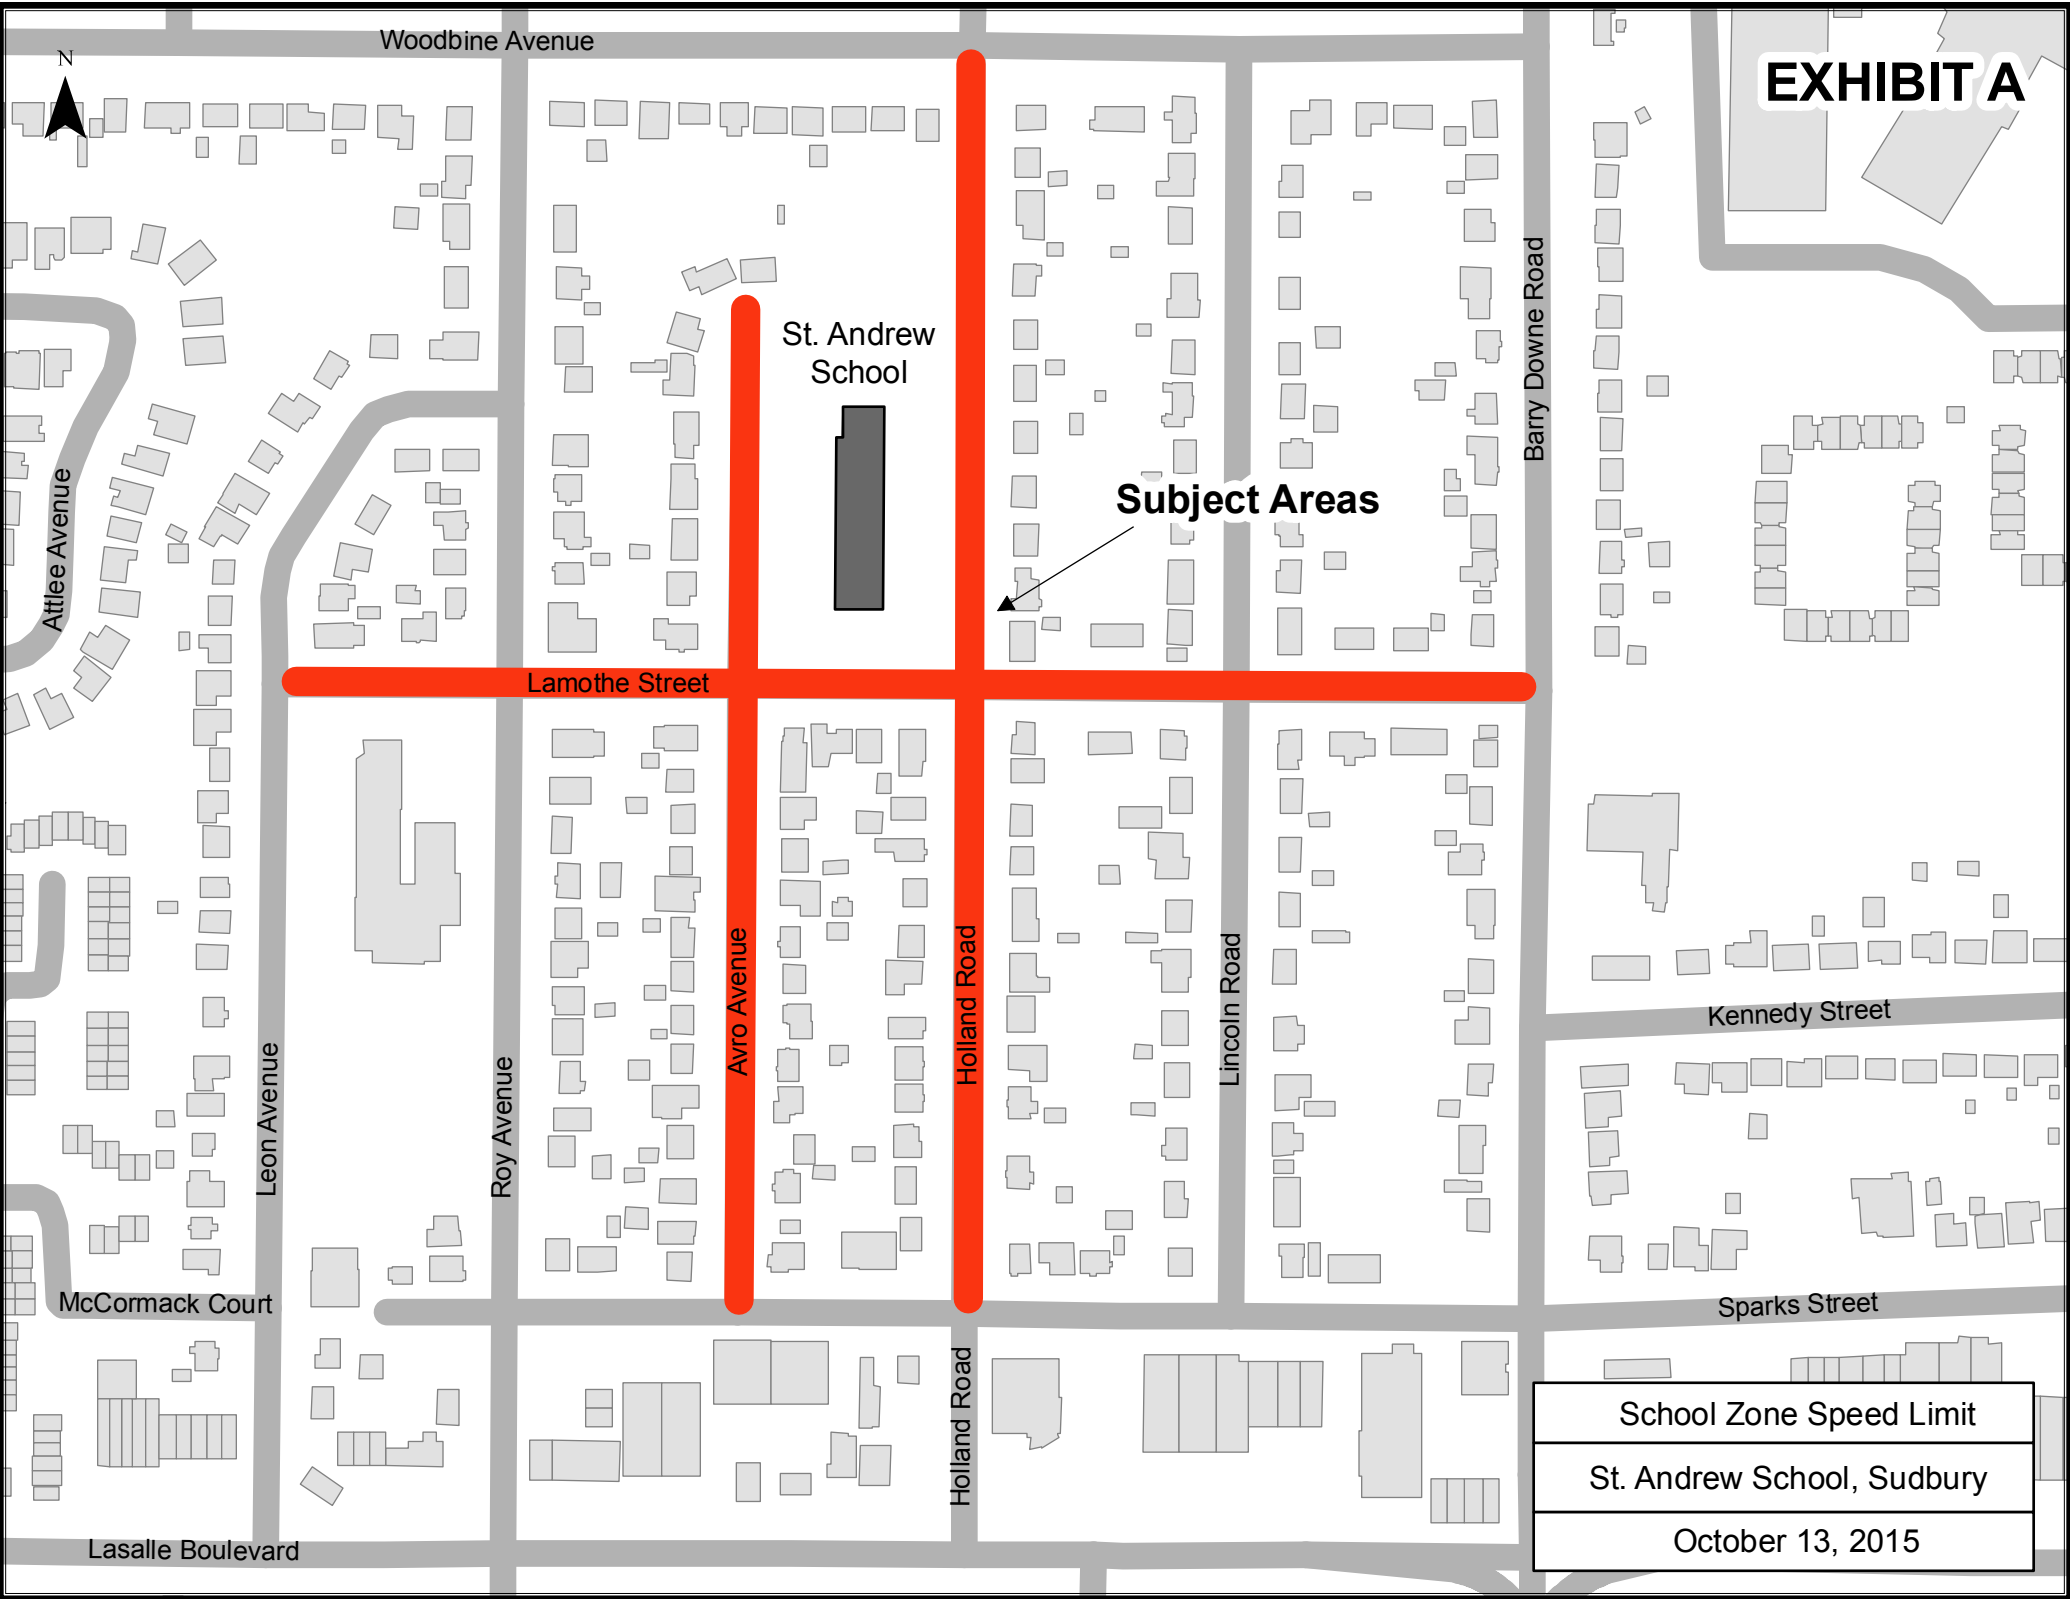 Woodbine Avenue
N
EXHIBIT A
Barry Downe Road
St. Andrew
School
Attlee Avenue
Subject Areas
Lamothe Street
Avro Avenue
Holland Road
Lincoln Road
Kennedy Street
Leon Avenue
Roy Avenue
McCormack Court
Sparks Street
Holland Road
School Zone Speed Limit
St. Andrew School, Sudbury
October 13, 2015
Lasalle Boulevard